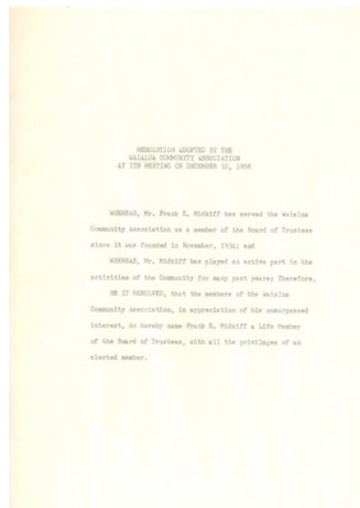 RESOLUTION ADOPTED BY THE
WAIALUA COMMUNITY ASSOCIATION
AT ITS MEETING ON DECEMBER 10, 1958
WHEREAS, Mr. Frank E. Midkiff has served the Waialua
Community Association as a member of the Board of Trustees
since it was founded in November, 1934; and
WHEREAS, Mr. Midkiff has played an active part in the
activities of the Community for many past years; Therefore,
BE IT RESOLVED, that the members of the Waialua
Community Association, in appreciation of his unsurpassed
interest, do hereby name Frank E. Midkiff a Life Member
of the Board of Trustees, with all the privileges of an
elected member.